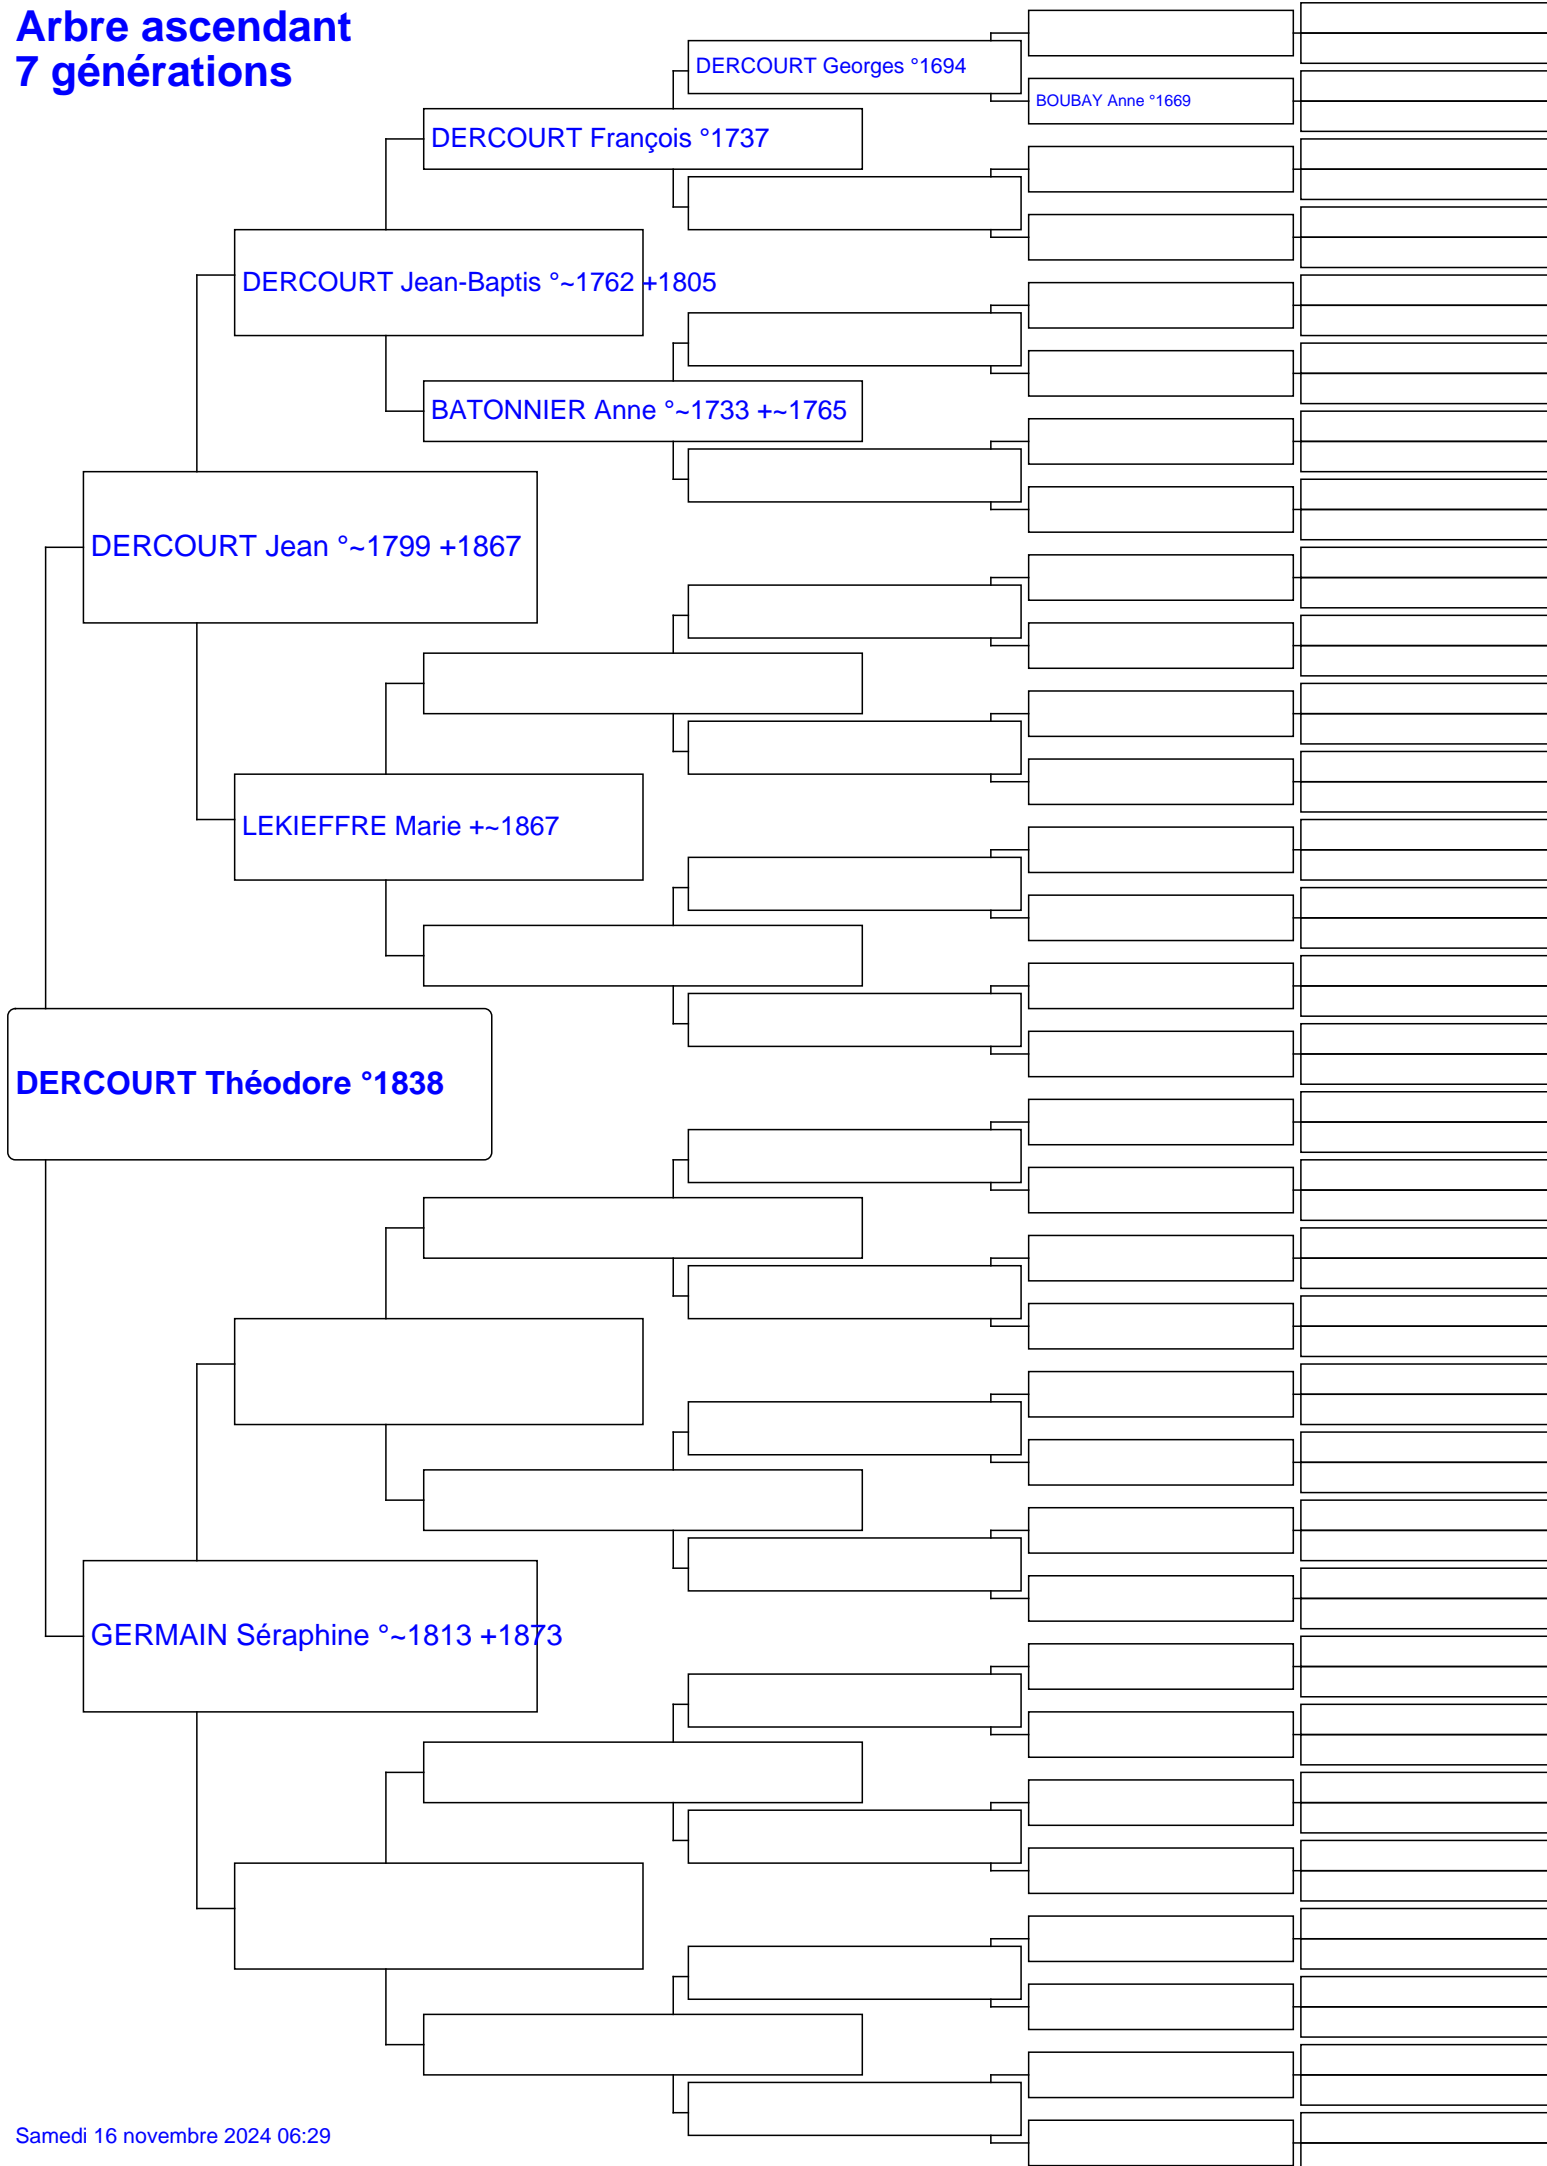 Arbre ascendant
7 générations
DERCOURT Georges °1694
BOUBAY Anne °1669
DERCOURT François °1737
DERCOURT Jean-Baptis °~1762 +1805
BATONNIER Anne °~1733 +~1765
DERCOURT Jean °~1799 +1867
LEKIEFFRE Marie +~1867
DERCOURT Théodore °1838
GERMAIN Séraphine °~1813 +1873
Samedi 16 novembre 2024 06:29